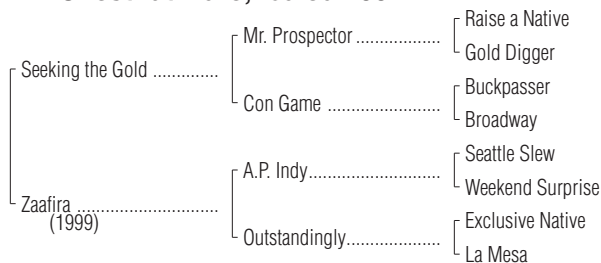 Raise a Native
Mr. Prospector ...................
Gold Digger
Seeking the Gold ..............
Buckpasser
Con Game .........................
Broadway
Seattle Slew
A.P. Indy.............................
Weekend Surprise
Zaafira ...............................
(1999)
Exclusive Native
Outstandingly.....................
La Mesa